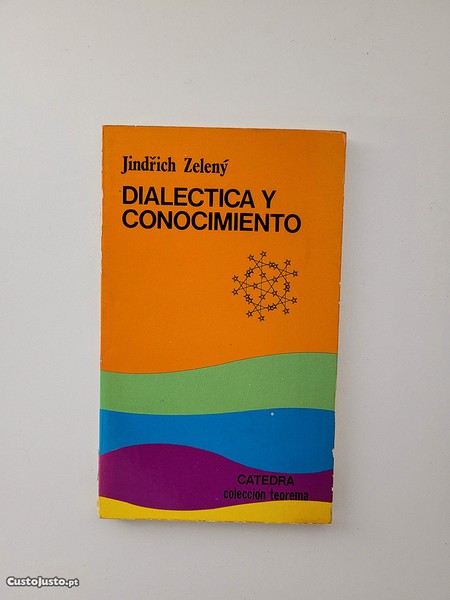 Jindřich Zelený
DIALECTICA Y
CONOCIMIENTO
CATEDRA
colección teorema
CustoJusto.pt